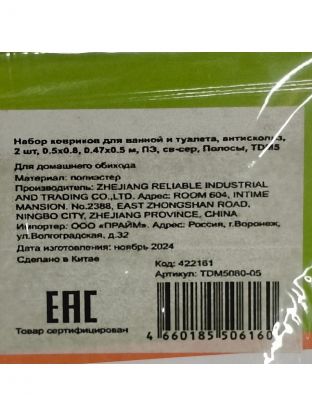 Набор ковриков для ванной и туалета, антисколиз,
2 шт, 0,5х0,8, 0,47х0,5 м, ПЭ, св-сер, Полосы, TDM5
Для домашнего обихода
Материал: полиэстер
Производитель: ZHEJIANG RELIABLE INDUSTRIAL
AND TRADING CO.,LTD. Адрес: ROOM 604, INTIME
MANSION. No.2388, EAST ZHONGSHAN ROAD,
NINGBO CITY, ZHEJIANG PROVINCE, CHINA
Импортер: ООО "ПРАЙМ" Адрес: Россия, г.Воронеж,
ул.Волгоградская, д.32
Дата изготовления: ноябрь 2024
Сделано в Китае
Код: 422161
Артикул: TDM5080-05
ЕАС
Товар сертифицирован
4 660185 506160